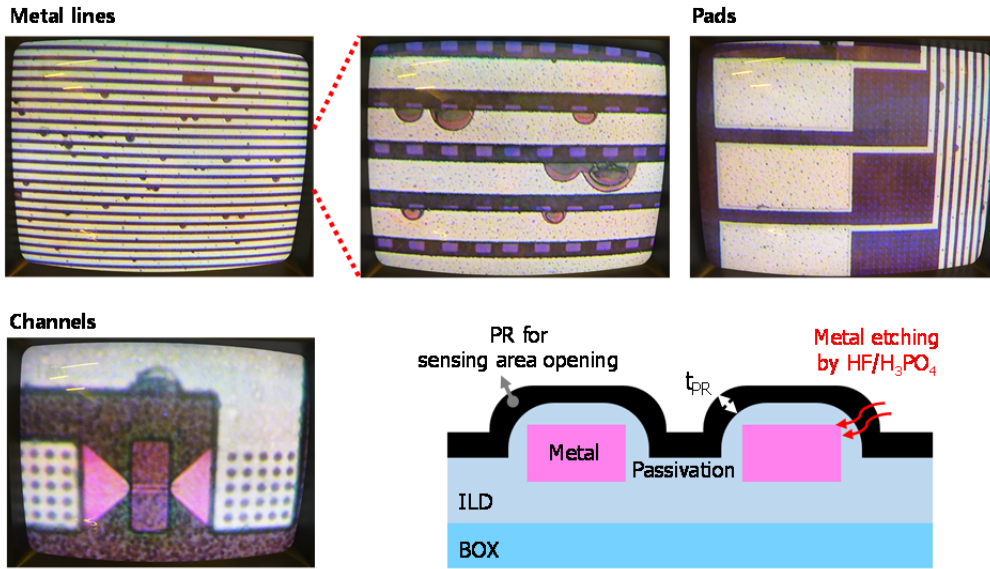 Metal lines
Pads
Channels
PR for
sensing area opening
Metal etching
by HF/H₃PO₄
tPR
Metal
Passivation
ILD
BOX